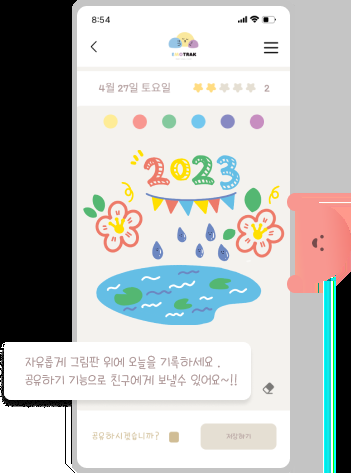 8:54
TRAK
4월 27일 토요일 2
2023
자유롭게 그림판 위에 오늘을 기록하세요 .
공유하기 기능으로 친구에게 보낼수 있어요~!!
공유하시겠습니까?
저장하기